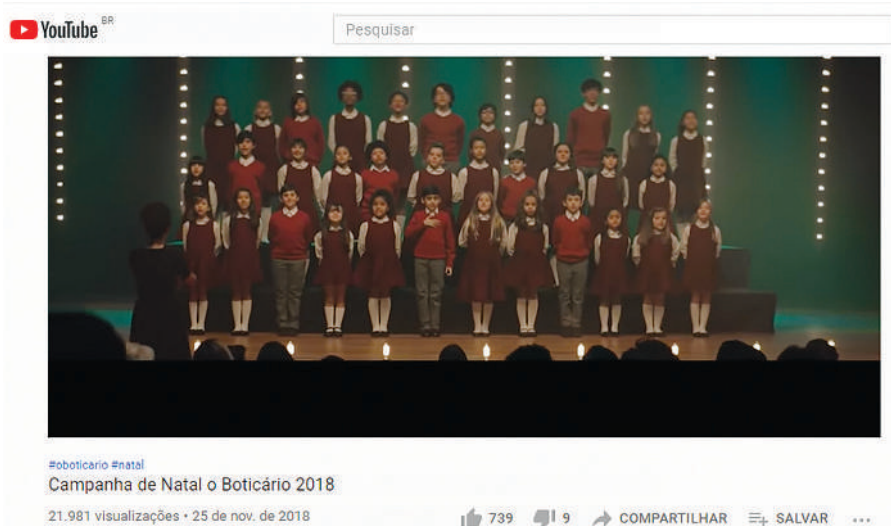 YouTube BR
Pesquisar
#oboticario #natal
Campanha de Natal o Boticário 2018
21.981 visualizações • 25 de nov. de 2018
739 9 COMPARTILHAR SALVAR ...